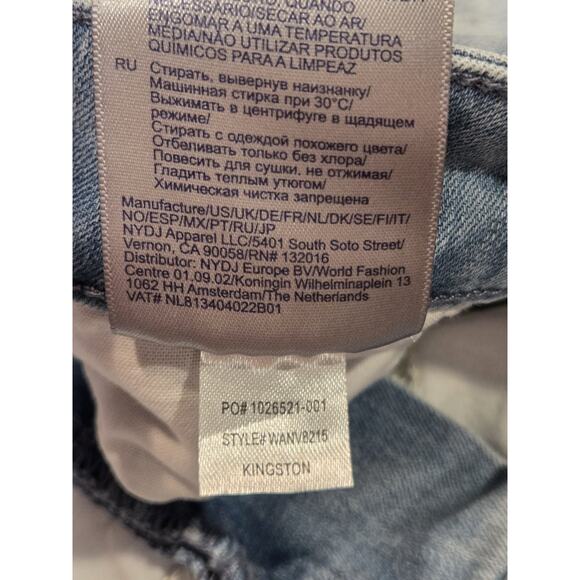 NECESSÁRIO/SECAR AO AR/
ENGOMAR A UMA TEMPERATURA
MÉDIA/NÃO UTILIZAR PRODUTOS
QUÍMICOS PARA A LIMPEAZ
RU Стирать, вывернув наизнанку/
Машинная стирка при 30°C/
Выжимать в центрифуге в щадящем
режиме/
Стирать с одеждой похожего цвета/
Отбеливать только без хлора/
Повесить для сушки, не отжимая/
Гладить теплым утюгом/
Химическая чистка запрещена
Manufacture/US/UK/DE/FR/NL/DK/SE/FI/IT/
NO/ESP/MX/PT/RU/JP
NYDJ Apparel LLC/5401 South Soto Street/
Vernon, CA 90058/RN# 132016
Distributor: NYDJ Europe BV/World Fashion
Centre 01.09.02/Koningin Wilhelminaplein 13
1062 HH Amsterdam/The Netherlands
VAT# NL813404022B01
PO# 1026521-001
STYLE# WANV8215
KINGSTON